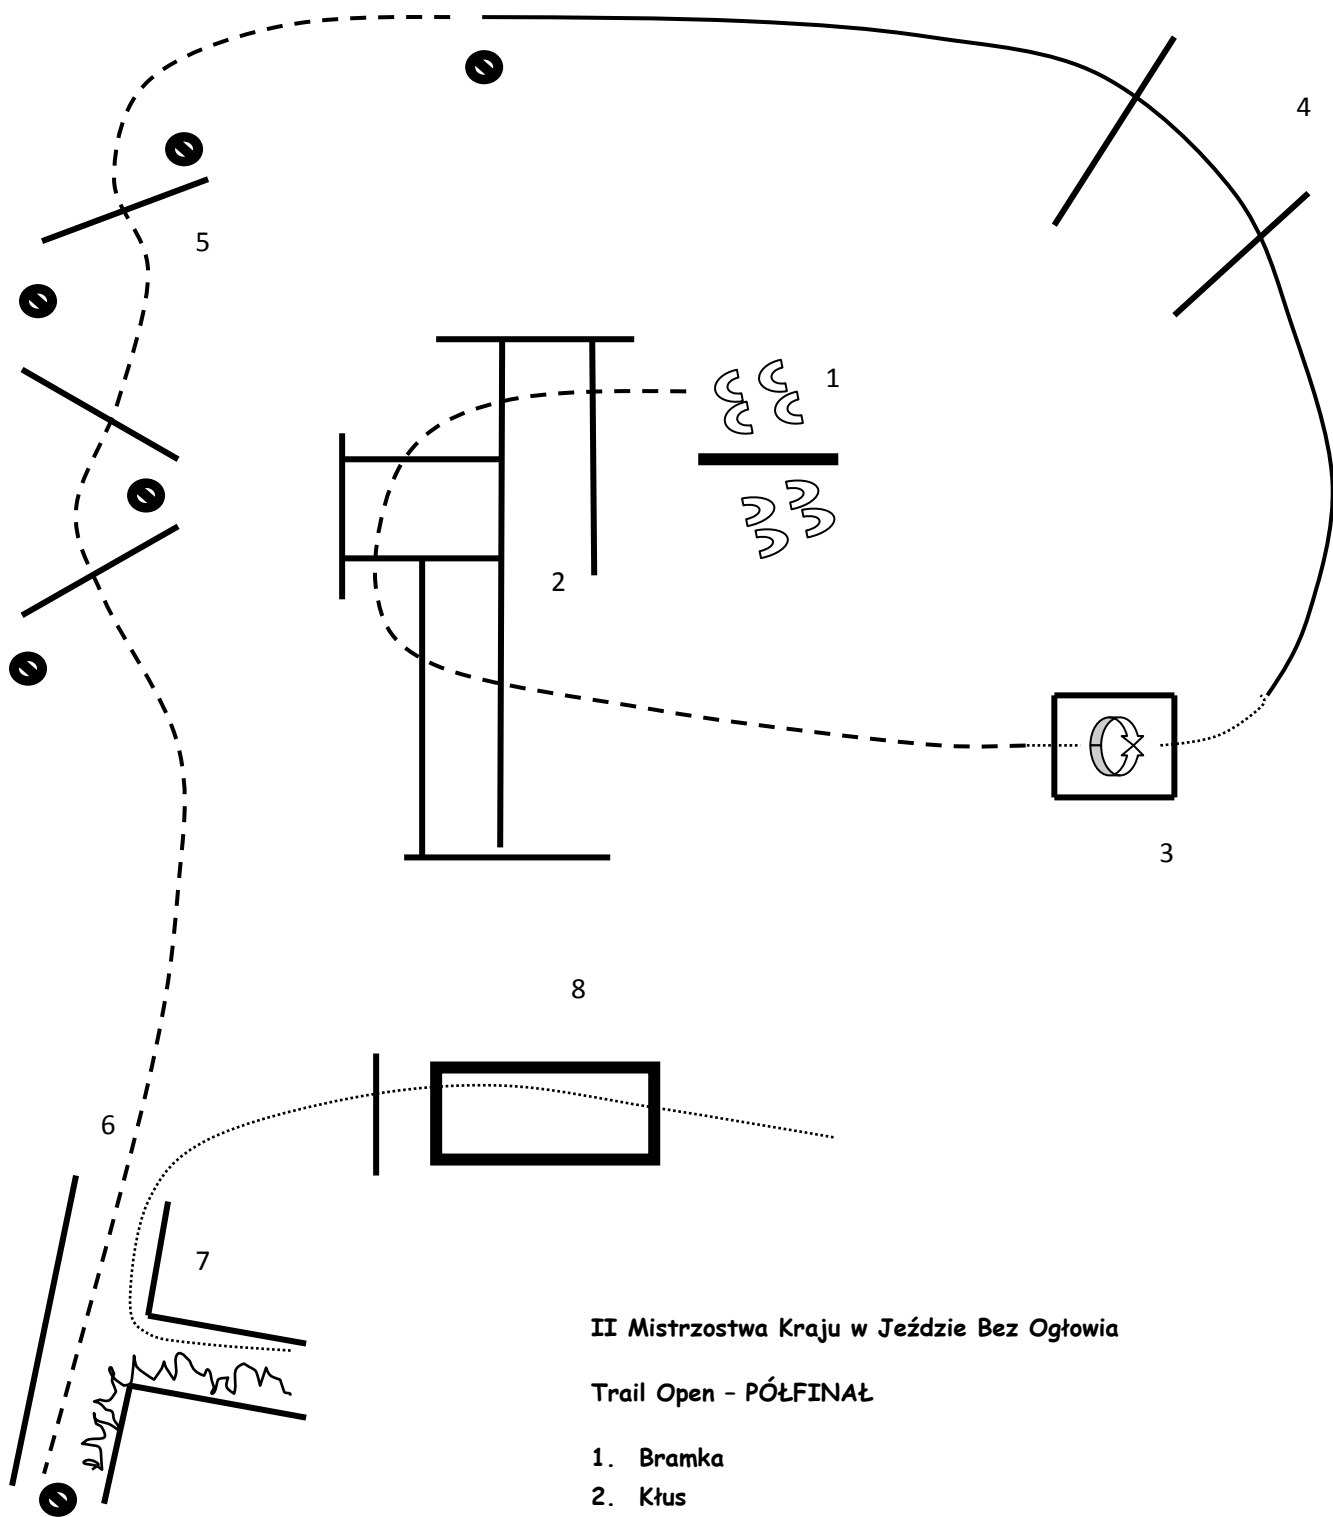 4
5
1
2
3
8
6
7
II Mistrzostwa Kraju w Jeździe Bez Ogłowia
Trail Open – PÓŁFINAŁ
1. Bramka
2. Kłus